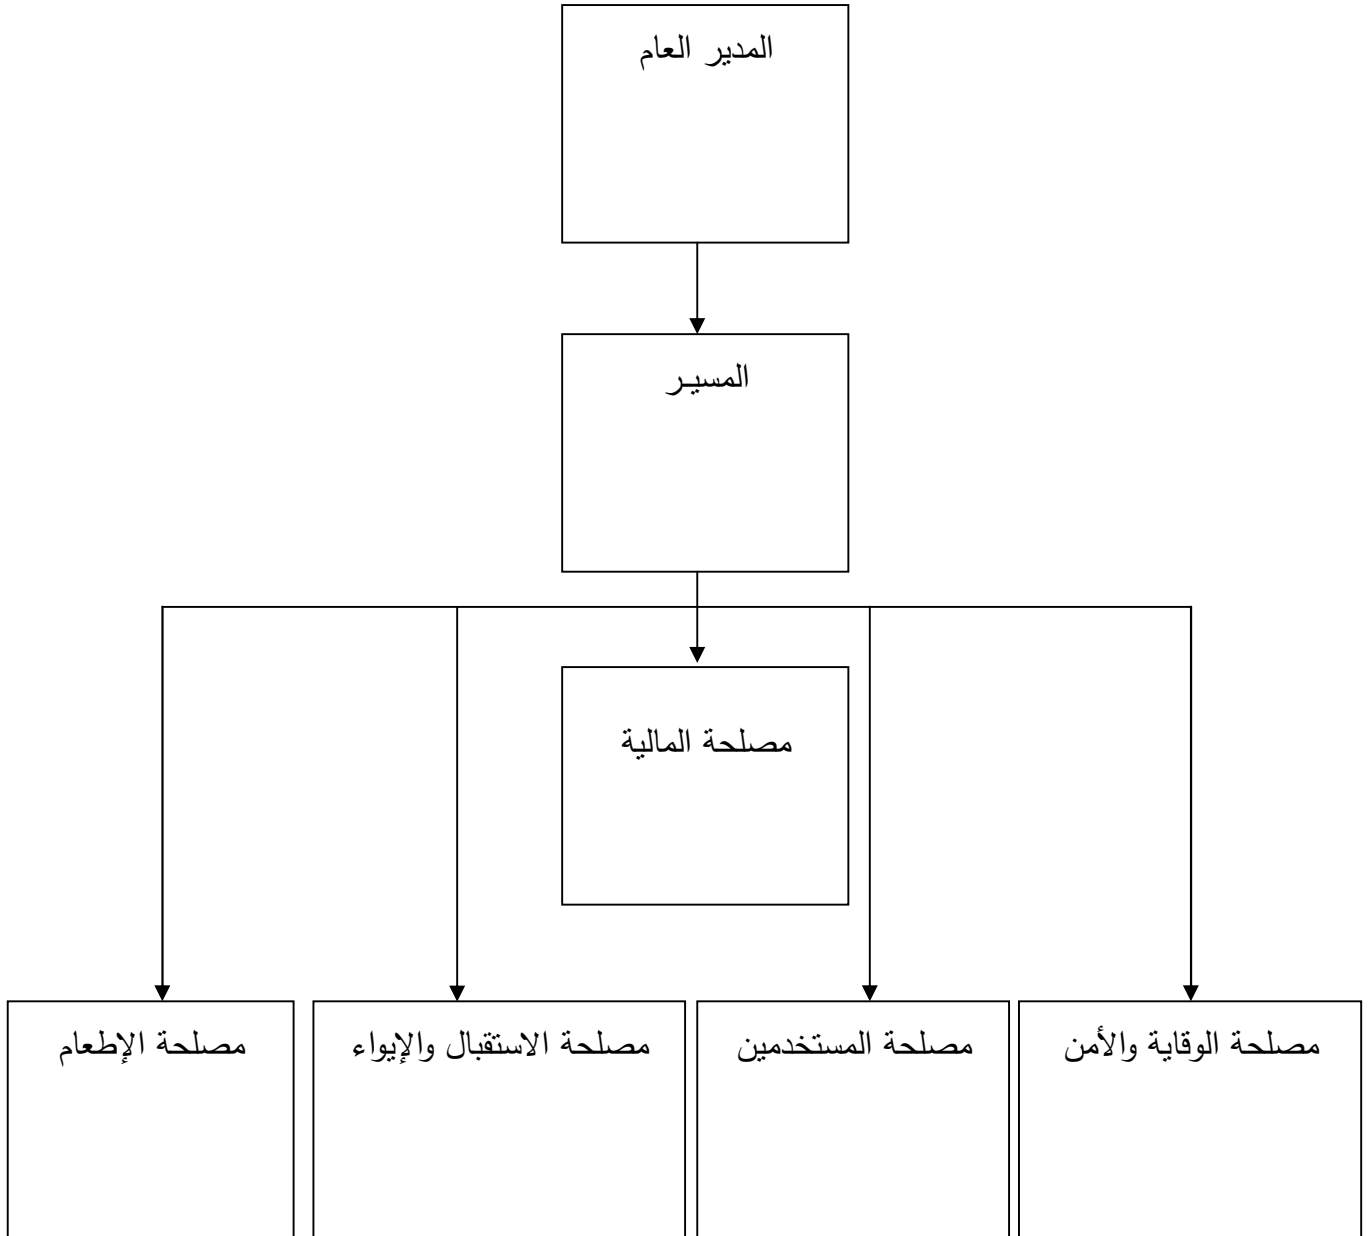 المدير العام
المسيـر
مصلحة المالية
مصلحة الوقاية والأمن
مصلحة المستخدمين
مصلحة الاستقبال والإيواء
مصلحة الإطعام